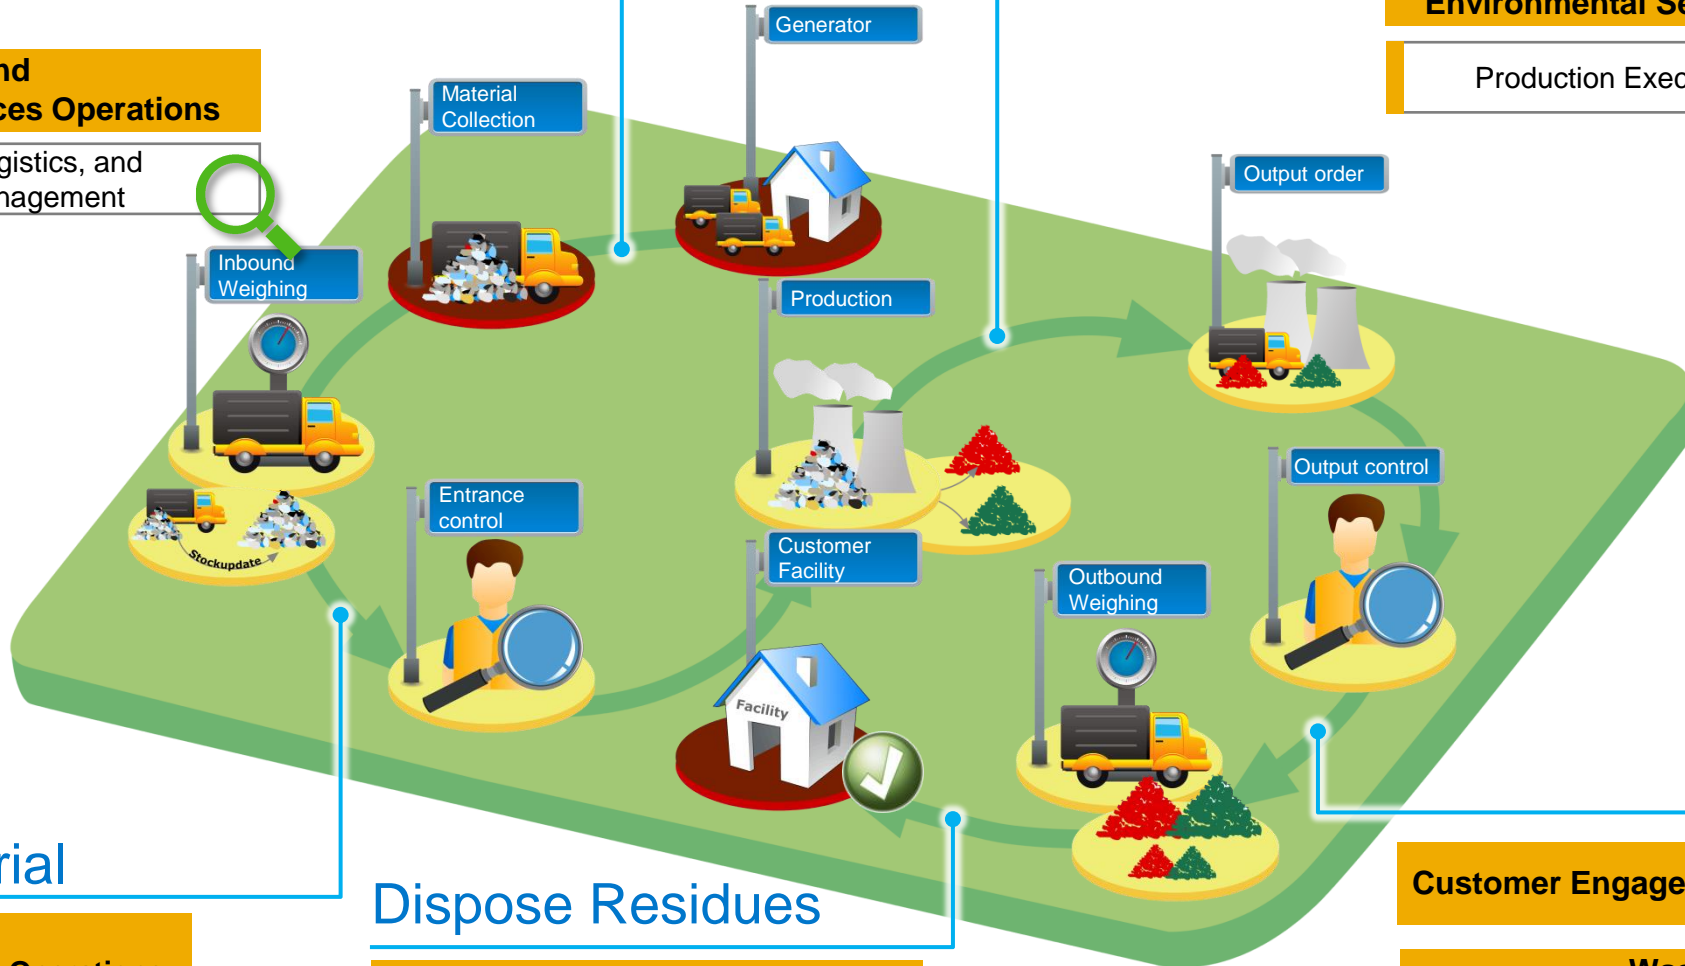 Generator
Environmental Se
nd
ces Operations
Production Exec
Material
Collection
gistics, and
nagement
Output order
Inbound
Weighing
Production
Output control
Entrance
control
Stockupdate
Customer
Facility
Outbound
Weighing
Facility
rial
Dispose Residues
Customer Engage